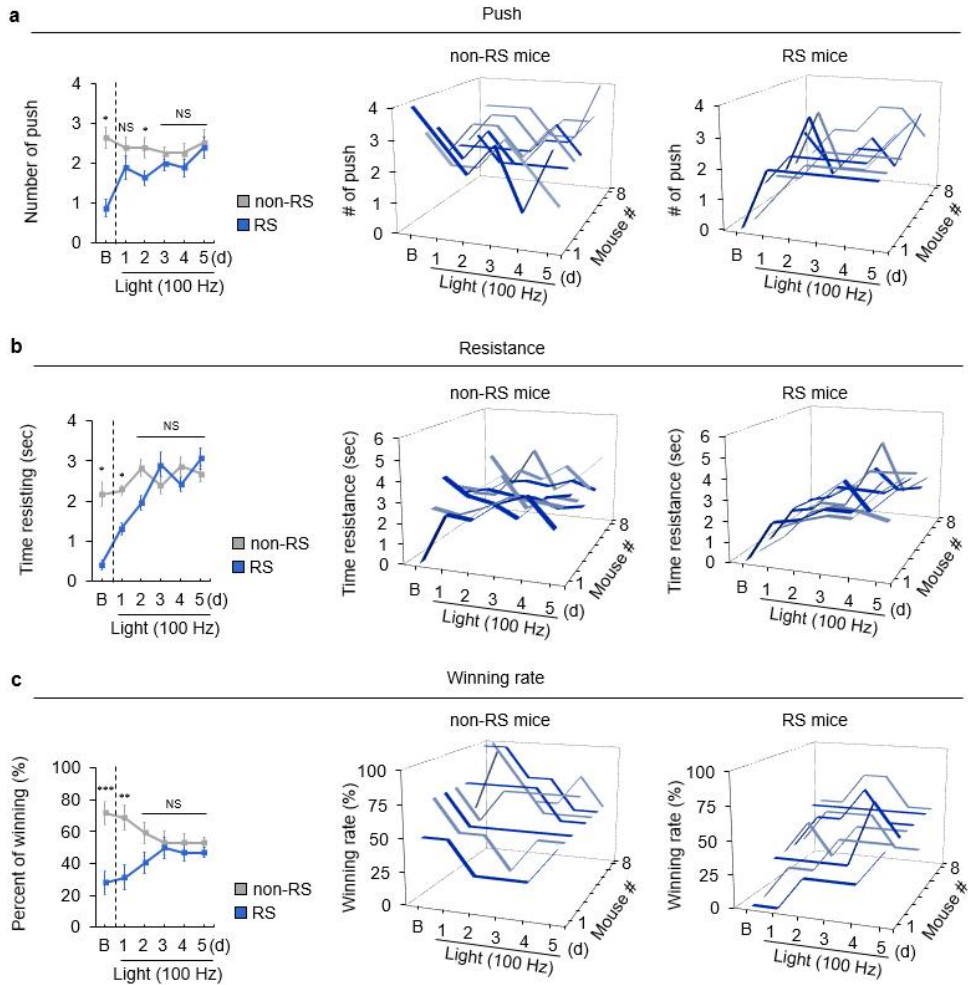 a
Push
non-RS mice
RS mice
4
3
2
1
0
Number of push
*
NS
*
NS
non-RS
RS
B 1 2 3 4 5 (d)
Light (100 Hz)
4
3
2
1
0
# of push
B 1 2 3 4 5 (d)
Light (100 Hz)
1
8
Mouse #
4
3
2
1
0
# of push
B 1 2 3 4 5 (d)
Light (100 Hz)
1
8
Mouse #
b
Resistance
non-RS mice
RS mice
4
3
2
1
0
Time resisting (sec)
*
*
NS
non-RS
RS
B 1 2 3 4 5 (d)
Light (100 Hz)
6
5
4
3
2
1
0
Time resistance (sec)
B 1 2 3 4 5 (d)
Light (100 Hz)
1
8
Mouse #
6
5
4
3
2
1
0
Time resistance (sec)
B 1 2 3 4 5 (d)
Light (100 Hz)
1
8
Mouse #
c
Winning rate
non-RS mice
RS mice
100
80
60
40
20
0
Percent of winning (%)
***
**
NS
non-RS
RS
B 1 2 3 4 5 (d)
Light (100 Hz)
100
75
50
25
0
Winning rate (%)
B 1 2 3 4 5 (d)
Light (100 Hz)
1
8
Mouse #
100
75
50
25
0
Winning rate (%)
B 1 2 3 4 5 (d)
Light (100 Hz)
1
8
Mouse #